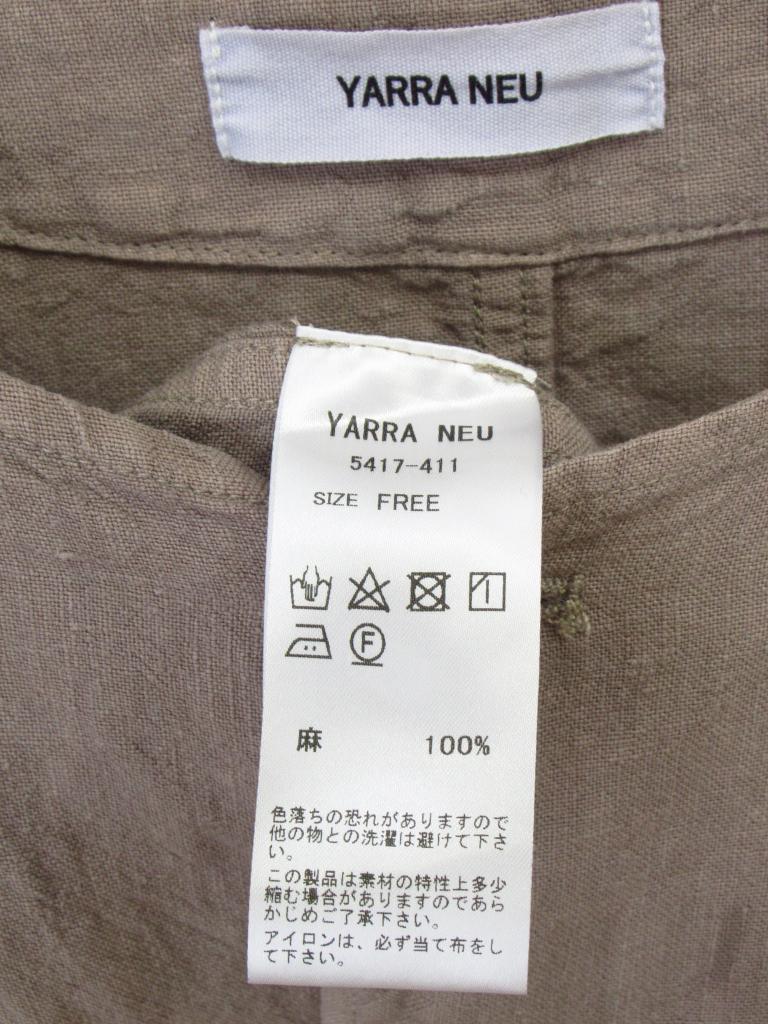 YARRA NEU
YARRA NEU
5417-411
SIZE FREE
F
麻 100%
色落ちの恐れがありますので
他の物との洗濯は避けて下さ
い。
この製品は素材の特性上多少
縮む場合がありますのであら
かじめご了承下さい。
アイロンは、必ず当て布をし
て下さい。